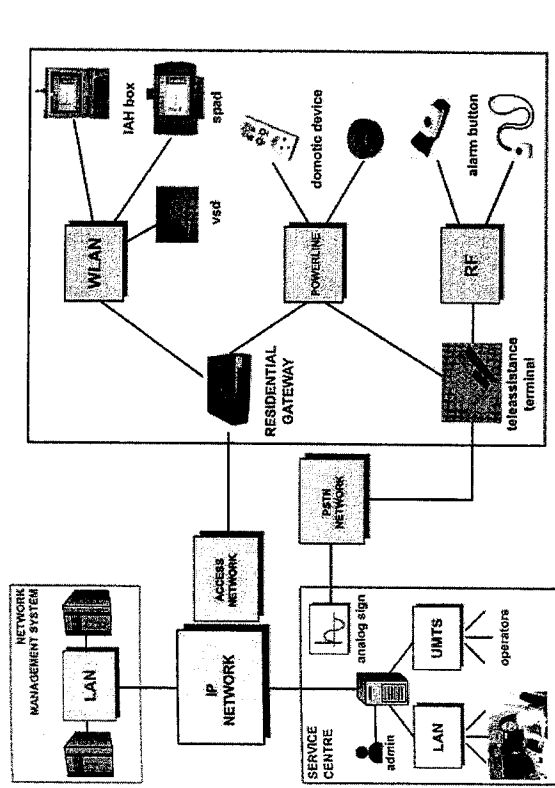 NETWORK
MANAGEMENT SYSTEM
LAN
IP
NETWORK
ACCESS
NETWORK
SERVICE
CENTRE
admin
LAN
UMTS
operators
analog sign
PSTN
NETWORK
RESIDENTIAL
GATEWAY
WLAN
IAH box
spad
vsd
POWERLINE
domotic device
RF
alarm button
teleassistance
terminal